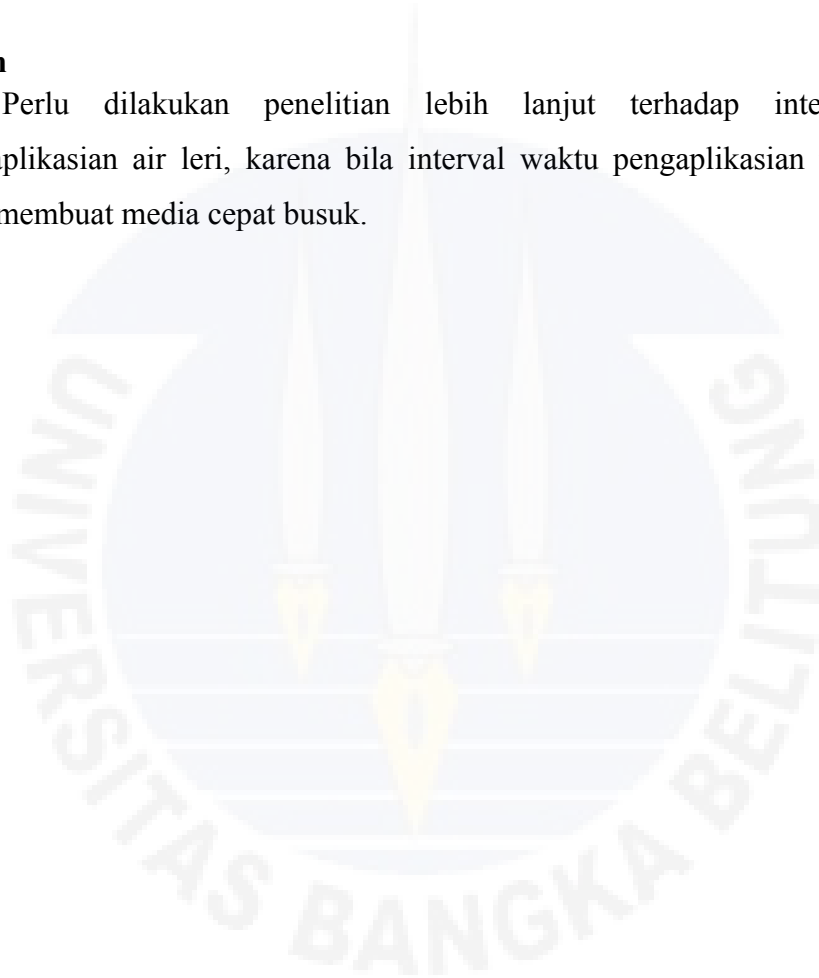 n
Perlu dilakukan penelitian lebih lanjut terhadap inte
aplikasian air leri, karena bila interval waktu pengaplikasian
membuat media cepat busuk.
UNIVERSITAS BANGKA BELITUNG